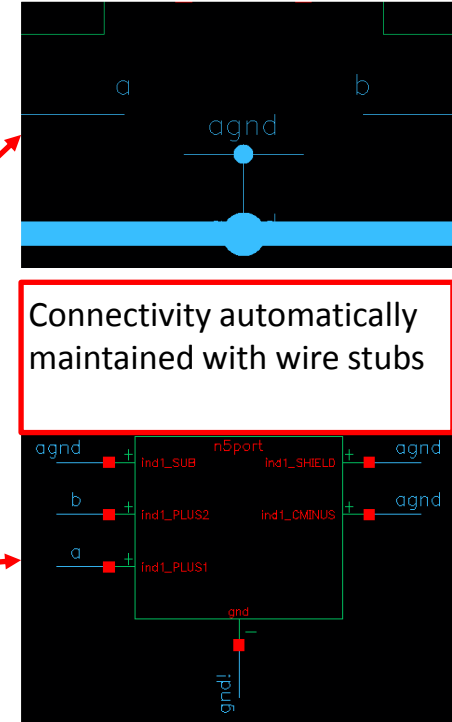 a
b
agnd
Connectivity automatically
maintained with wire stubs
agnd
n5port
agnd
ind1_SUB
ind1_SHIELD
b
agnd
ind1_PLUS2
ind1_CMINUS
a
ind1_PLUS1
gnd
gnd!